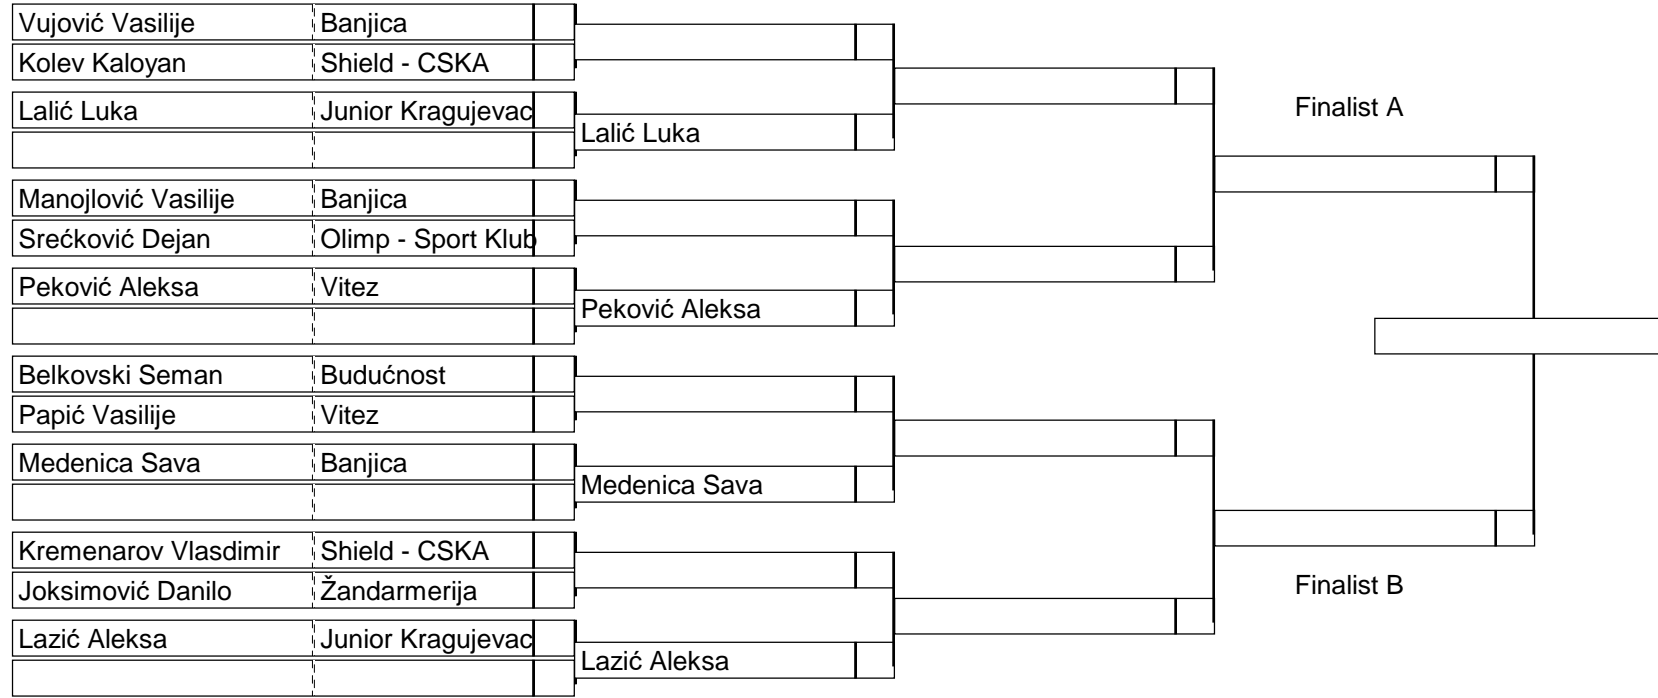 Vujović Vasilije Banjica
Kolev Kaloyan Shield - CSKA
Lalić Luka Junior Kragujevac
Finalist A
Lalić Luka
Manojlović Vasilije Banjica
Srećković Dejan Olimp - Sport Klub
Peković Aleksa Vitez
Peković Aleksa
Belkovski Seman Budućnost
Papić Vasilije Vitez
Medenica Sava Banjica
Medenica Sava
Kremenarov Vlasdimir Shield - CSKA
Joksimović Danilo Žandarmerija
Finalist B
Lazić Aleksa Junior Kragujevac
Lazić Aleksa